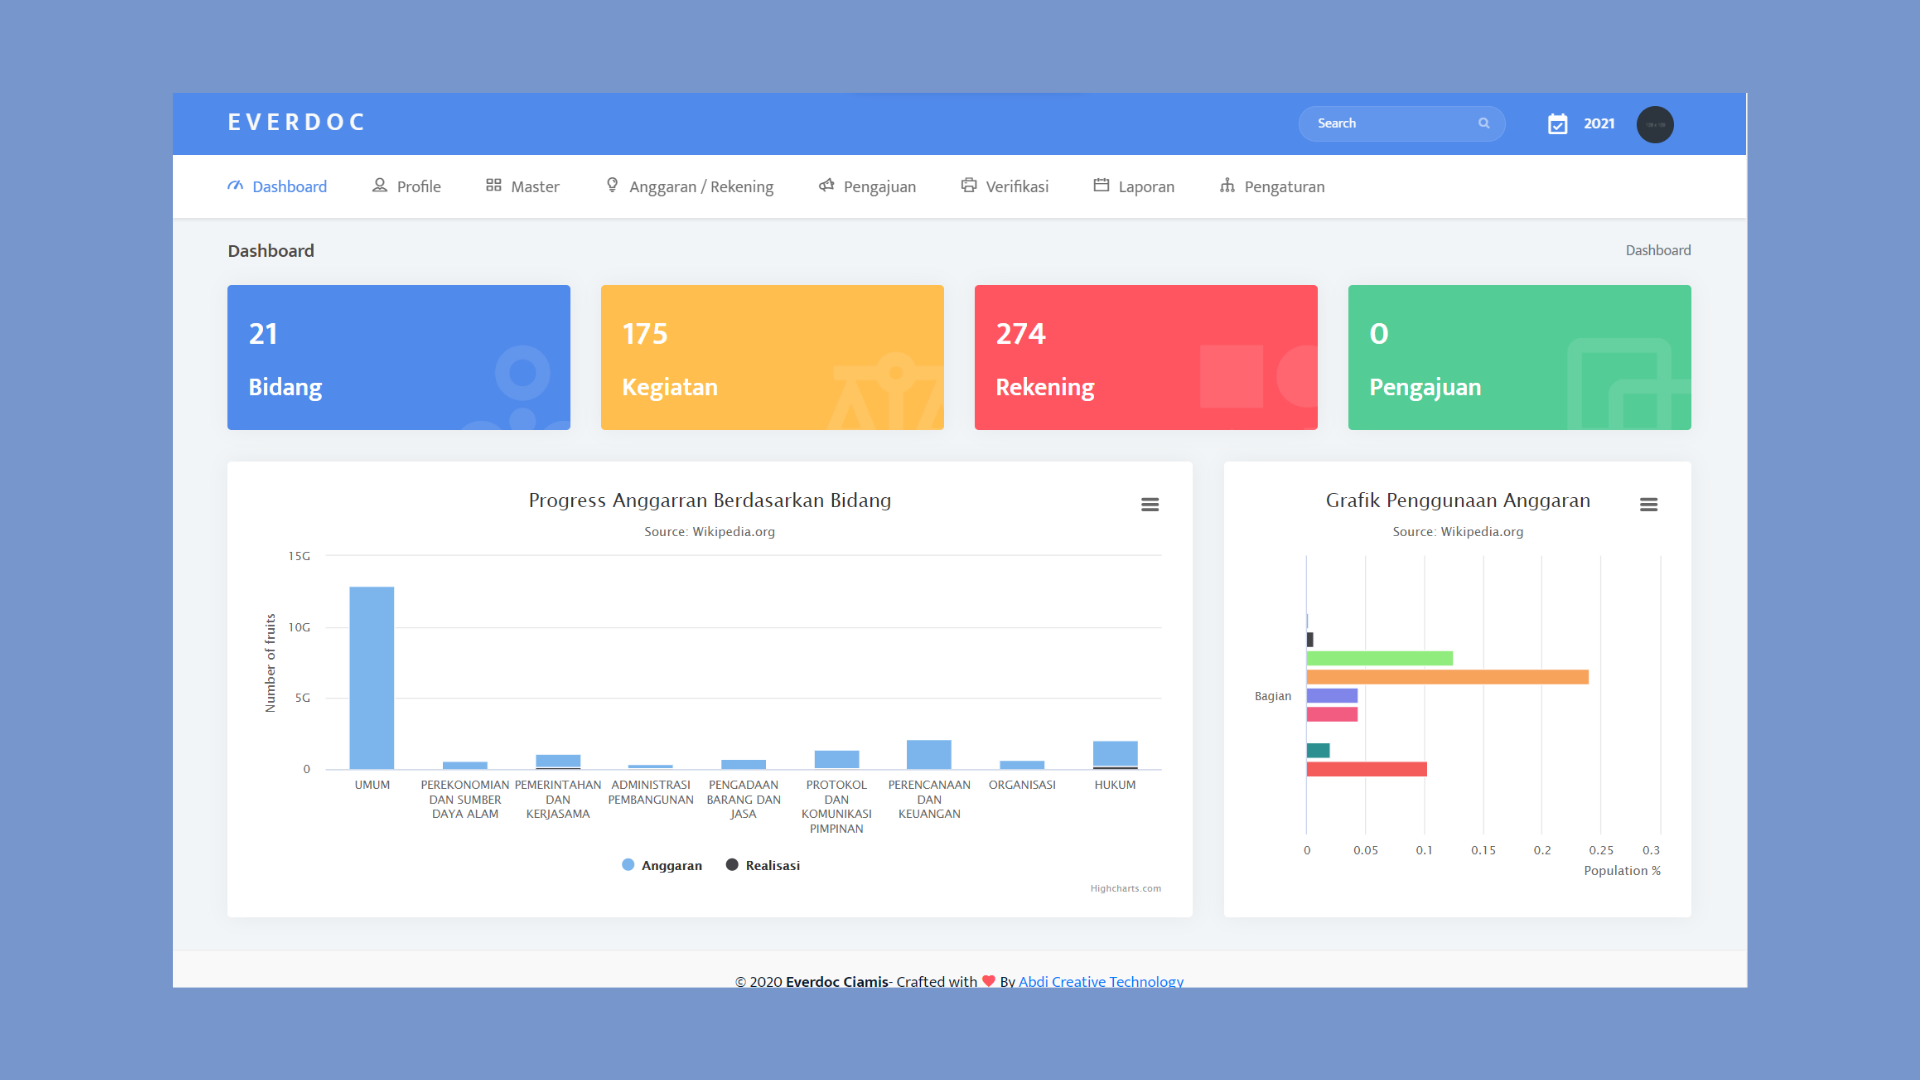 EVERDOC
Search
2021
Dashboard
Profile
Master
Anggaran / Rekening
Pengajuan
Verifikasi
Laporan
Pengaturan
Dashboard
Dashboard
21
Bidang
175
Kegiatan
274
Rekening
0
Pengajuan
Progress Anggarran Berdasarkan Bidang
Source: Wikipedia.org
Number of fruits
15G
10G
5G
0
UMUM
PEREKONOMIAN
DAN SUMBER
DAYA ALAM
PEMERINTAHAN
DAN
KERJASAMA
ADMINISTRASI
PEMBANGUNAN
PENGADAAN
BARANG DAN
JASA
PROTOKOL
DAN
KOMUNIKASI
PIMPINAN
PERENCANAAN
DAN
KEUANGAN
ORGANISASI
HUKUM
Anggaran
Realisasi
Highcharts.com
Grafik Penggunaan Anggaran
Source: Wikipedia.org
Bagian
0
0.05
0.1
0.15
0.2
0.25
0.3
Population %
© 2020 Everdoc Ciamis- Crafted with ❤ By Abdi Creative Technology